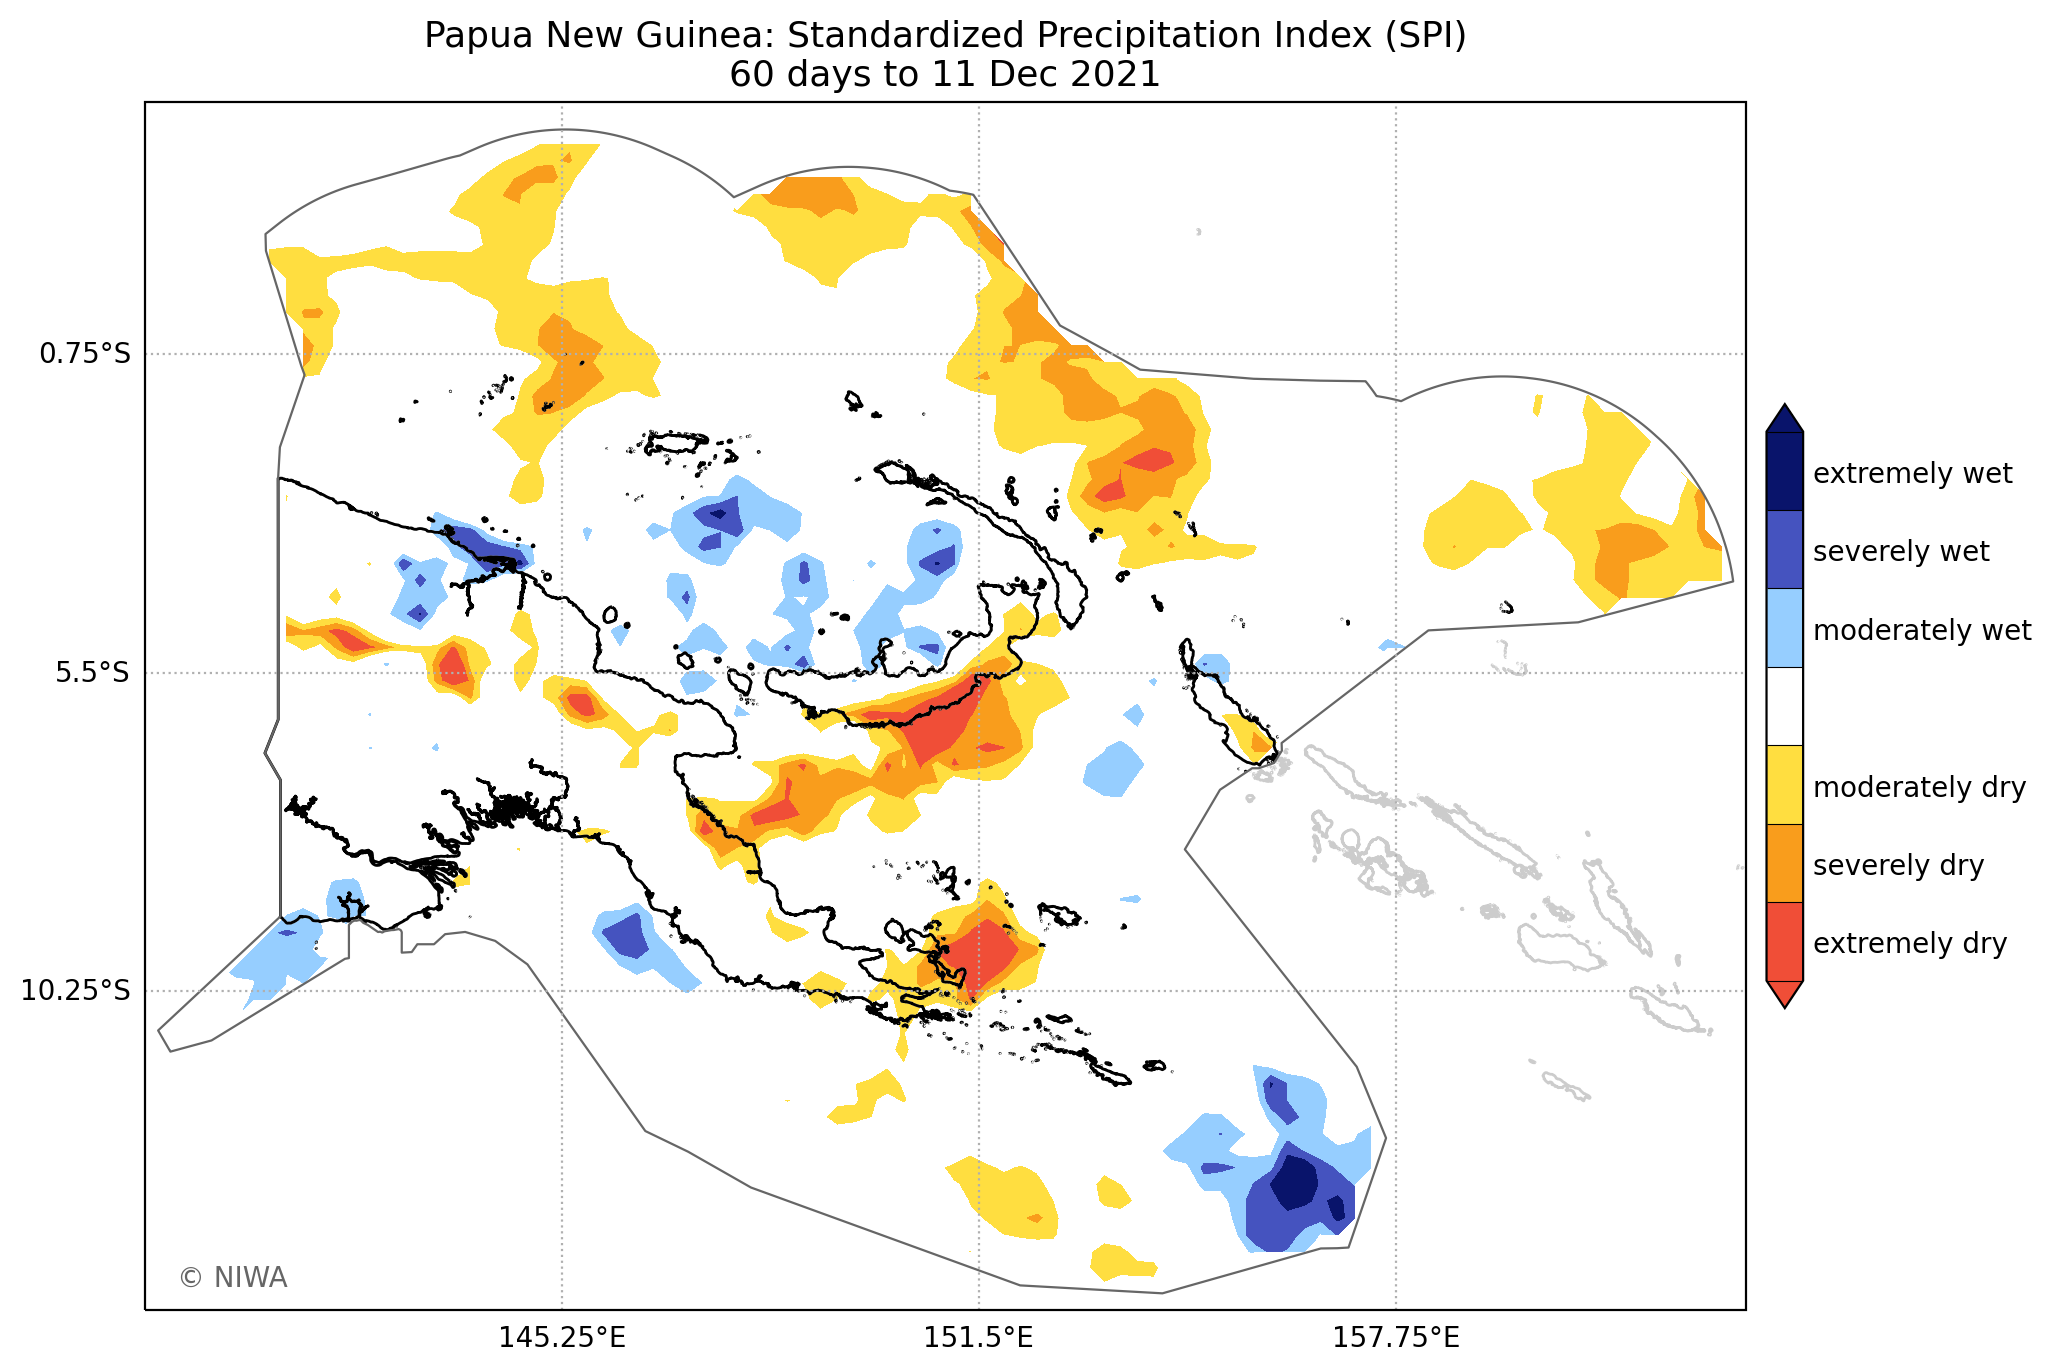 Papua New Guinea: Standardized Precipitation Index (SPI)
60 days to 11 Dec 2021
0.75°S
5.5°S
10.25°S
145.25°E
151.5°E
157.75°E
extremely wet
severely wet
moderately wet
moderately dry
severely dry
extremely dry
© NIWA